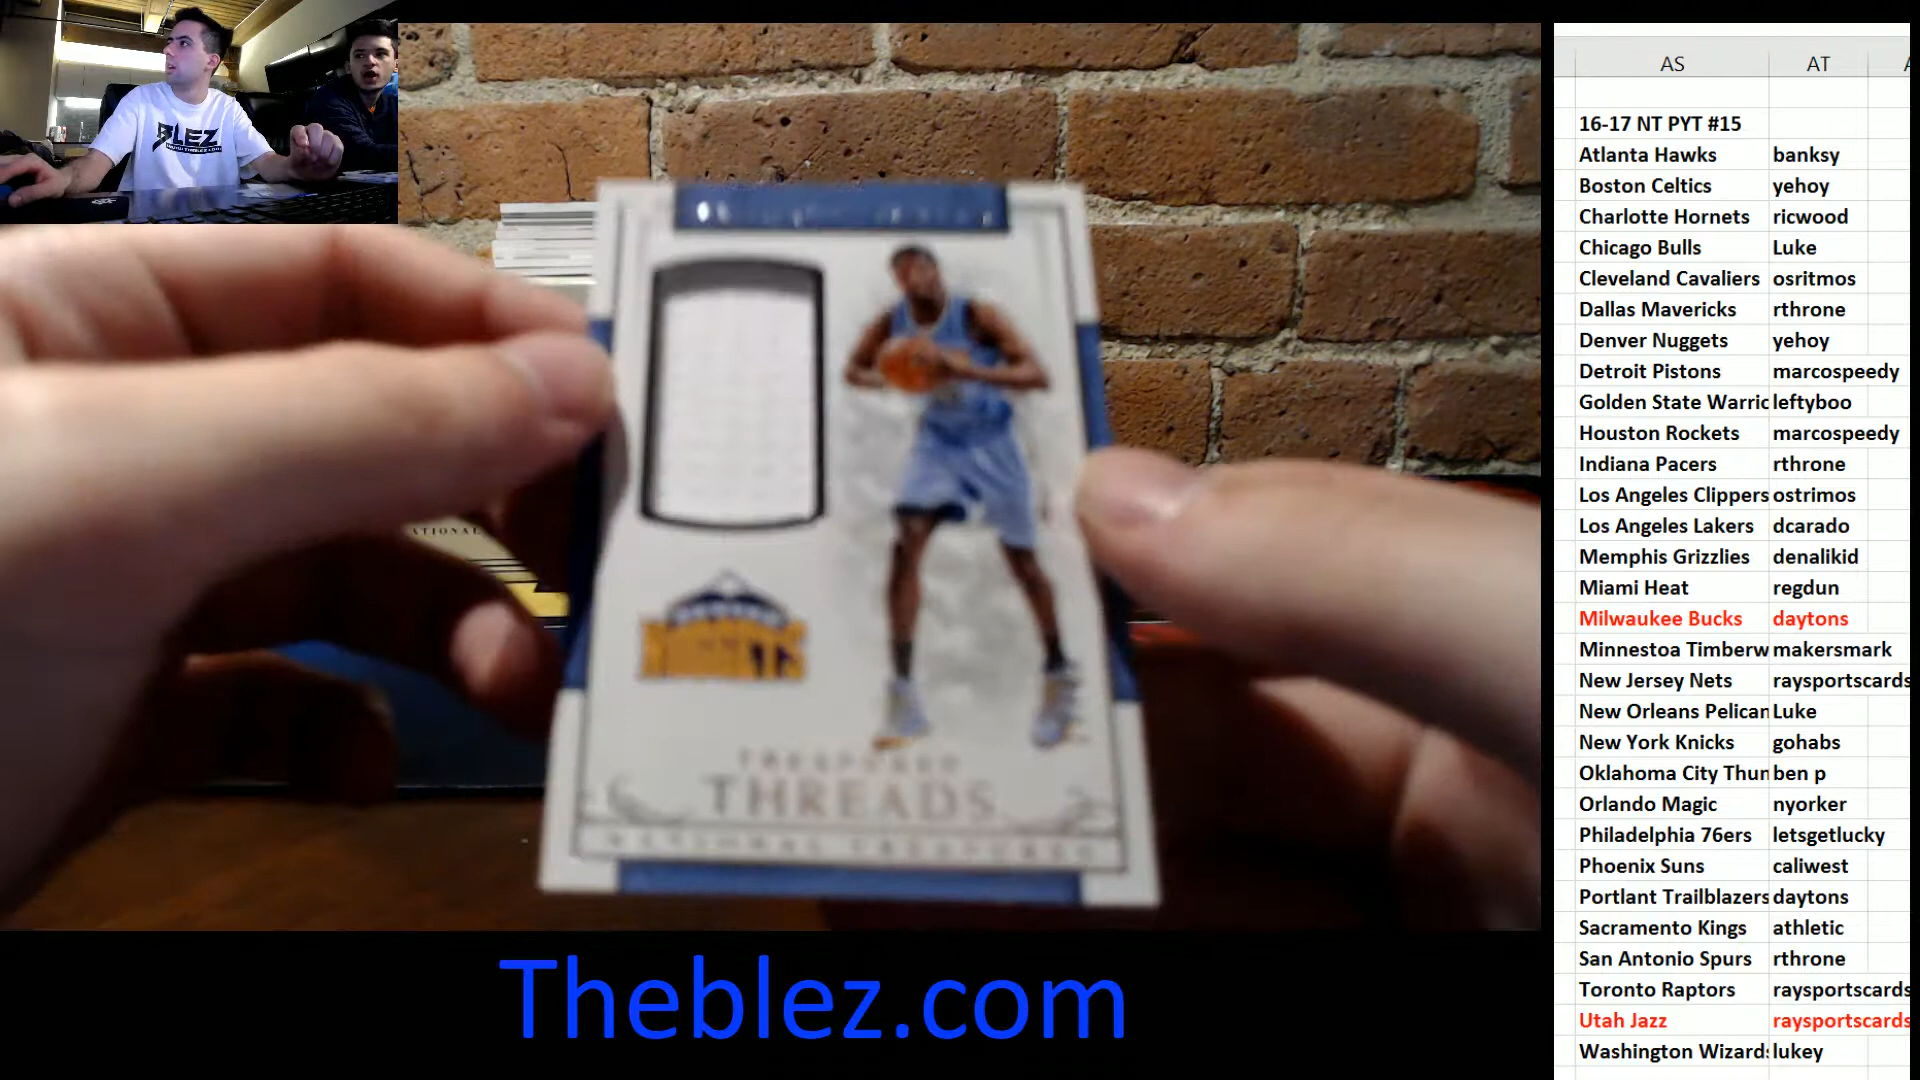 BLEZ
AS AT
16-17 NT PYT #15
Atlanta Hawks banksy
Boston Celtics yehoy
Charlotte Hornets ricwood
Chicago Bulls Luke
Cleveland Cavaliers osritmos
Dallas Mavericks rthrone
Denver Nuggets yehoy
Detroit Pistons marcospeedy
Golden State Warric leftyboo
Houston Rockets marcospeedy
Indiana Pacers rthrone
Los Angeles Clippers ostrimos
Los Angeles Lakers dcarado
Memphis Grizzlies denalikid
Miami Heat regdun
Milwaukee Bucks daytons
Minnestoa Timberw makersmark
New Jersey Nets raysportscards
New Orleans Pelican Luke
New York Knicks gohabs
Oklahoma City Thun ben p
Orlando Magic nyorker
Philadelphia 76ers letsgetlucky
Phoenix Suns caliwest
Portlant Trailblazers daytons
Sacramento Kings athletic
San Antonio Spurs rthrone
Toronto Raptors raysportscards
Utah Jazz raysportscards
Washington Wizards lukey
TREASURED
THREADS
NATIONAL TREASURES
Theblez.com